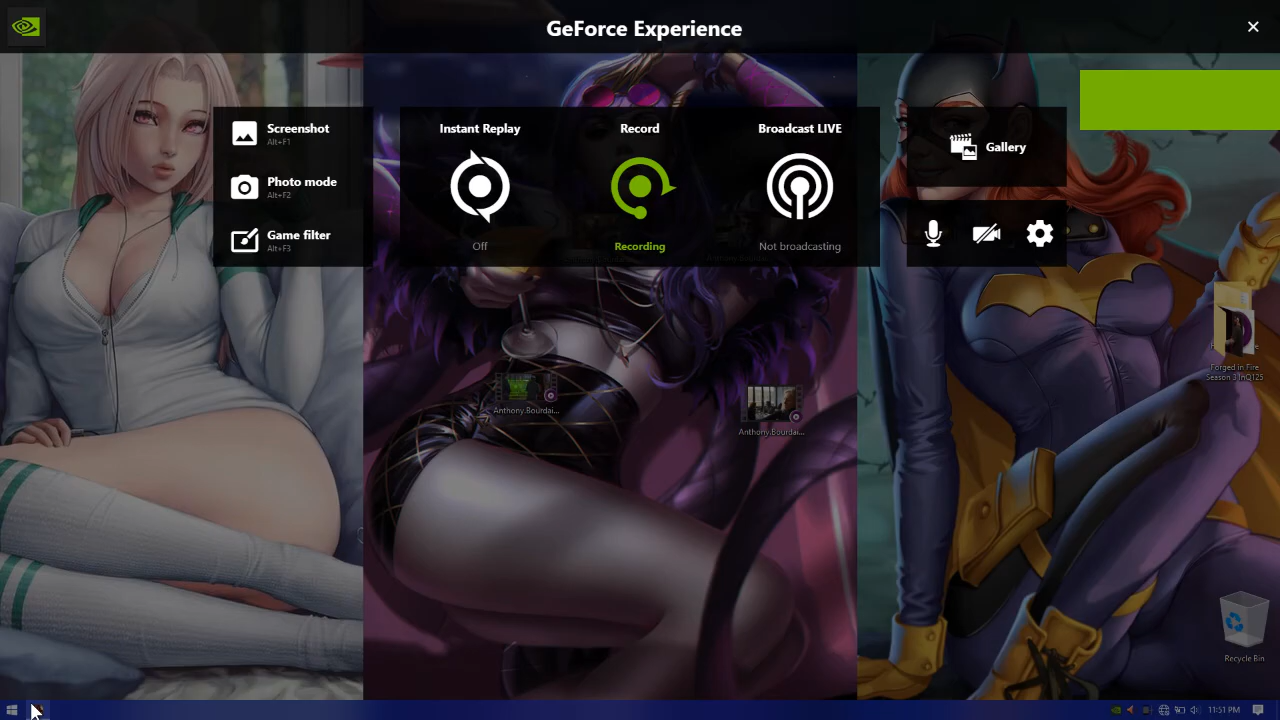 GeForce Experience
Screenshot
Alt+F1
Photo mode
Alt+F2
Game filter
Alt+F3
Instant Replay
Off
Record
Recording
Broadcast LIVE
Not broadcasting
Gallery
Anthony.Bourdai...
Anthony.Bourdai...
Forged in Fire
Season 3 InQ125
Recycle Bin
11:51 PM